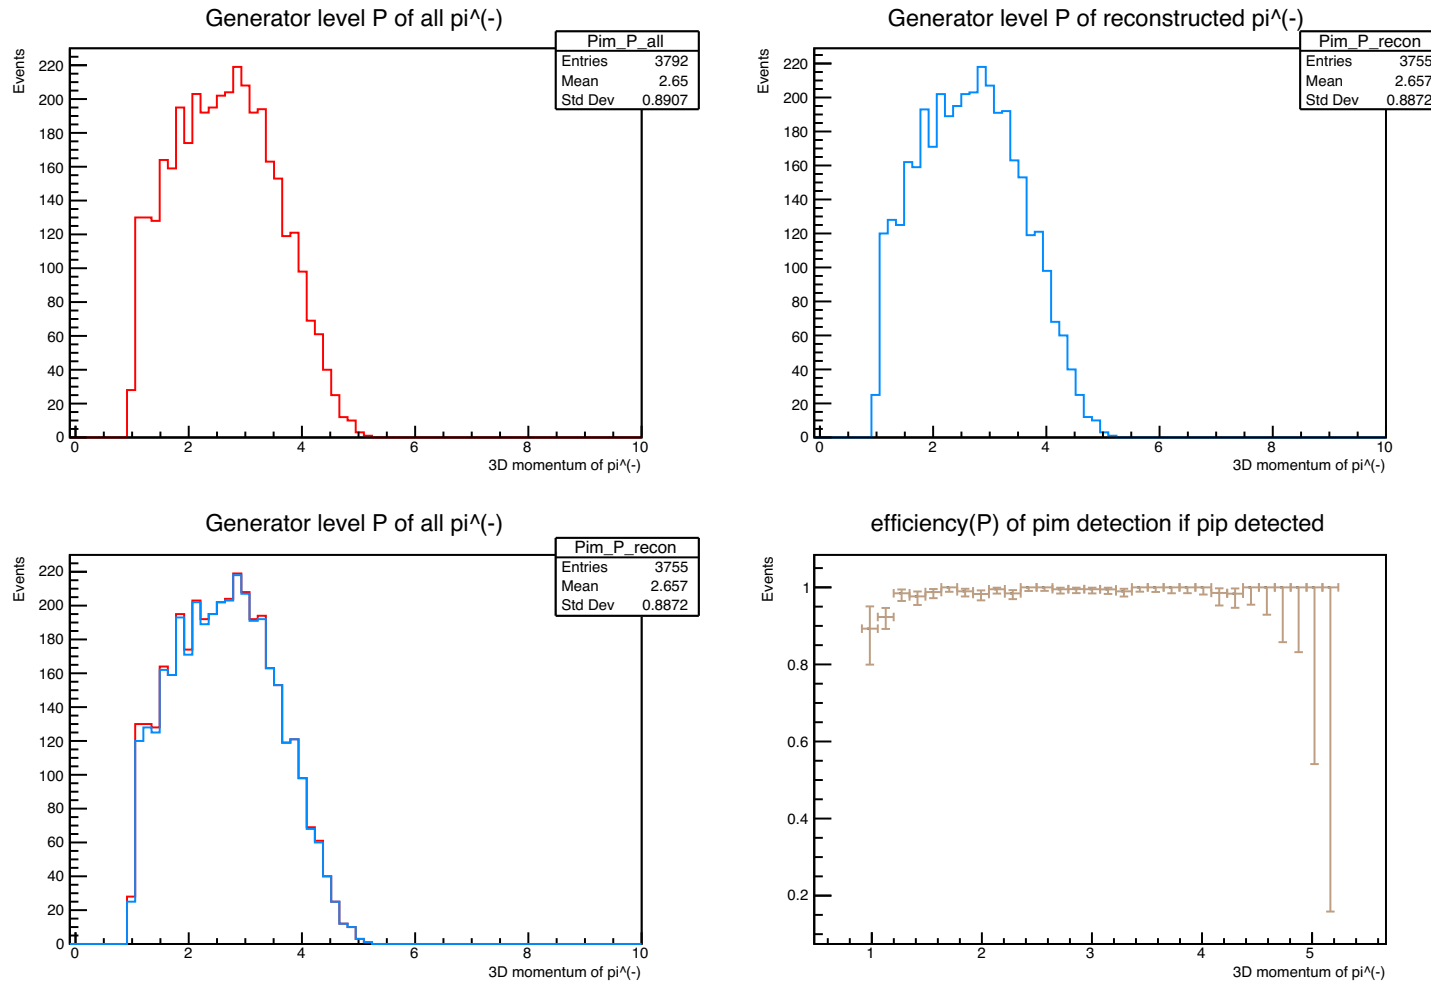 Generator level P of all pi^(-)
Events
Pim_P_all
Entries 3792
Mean 2.65
Std Dev 0.8907
220
200
180
160
140
120
100
80
60
40
20
0
0 2 4 6 8 10
3D momentum of pi^(-)
Generator level P of reconstructed pi^(-)
Events
Pim_P_recon
Entries 3755
Mean 2.657
Std Dev 0.8872
220
200
180
160
140
120
100
80
60
40
20
0
0 2 4 6 8 10
3D momentum of pi^(-)
Generator level P of all pi^(-)
Events
Pim_P_recon
Entries 3755
Mean 2.657
Std Dev 0.8872
220
200
180
160
140
120
100
80
60
40
20
0
0 2 4 6 8 10
3D momentum of pi^(-)
efficiency(P) of pim detection if pip detected
Events
1
0.8
0.6
0.4
0.2
1 2 3 4 5
3D momentum of pi^(-)